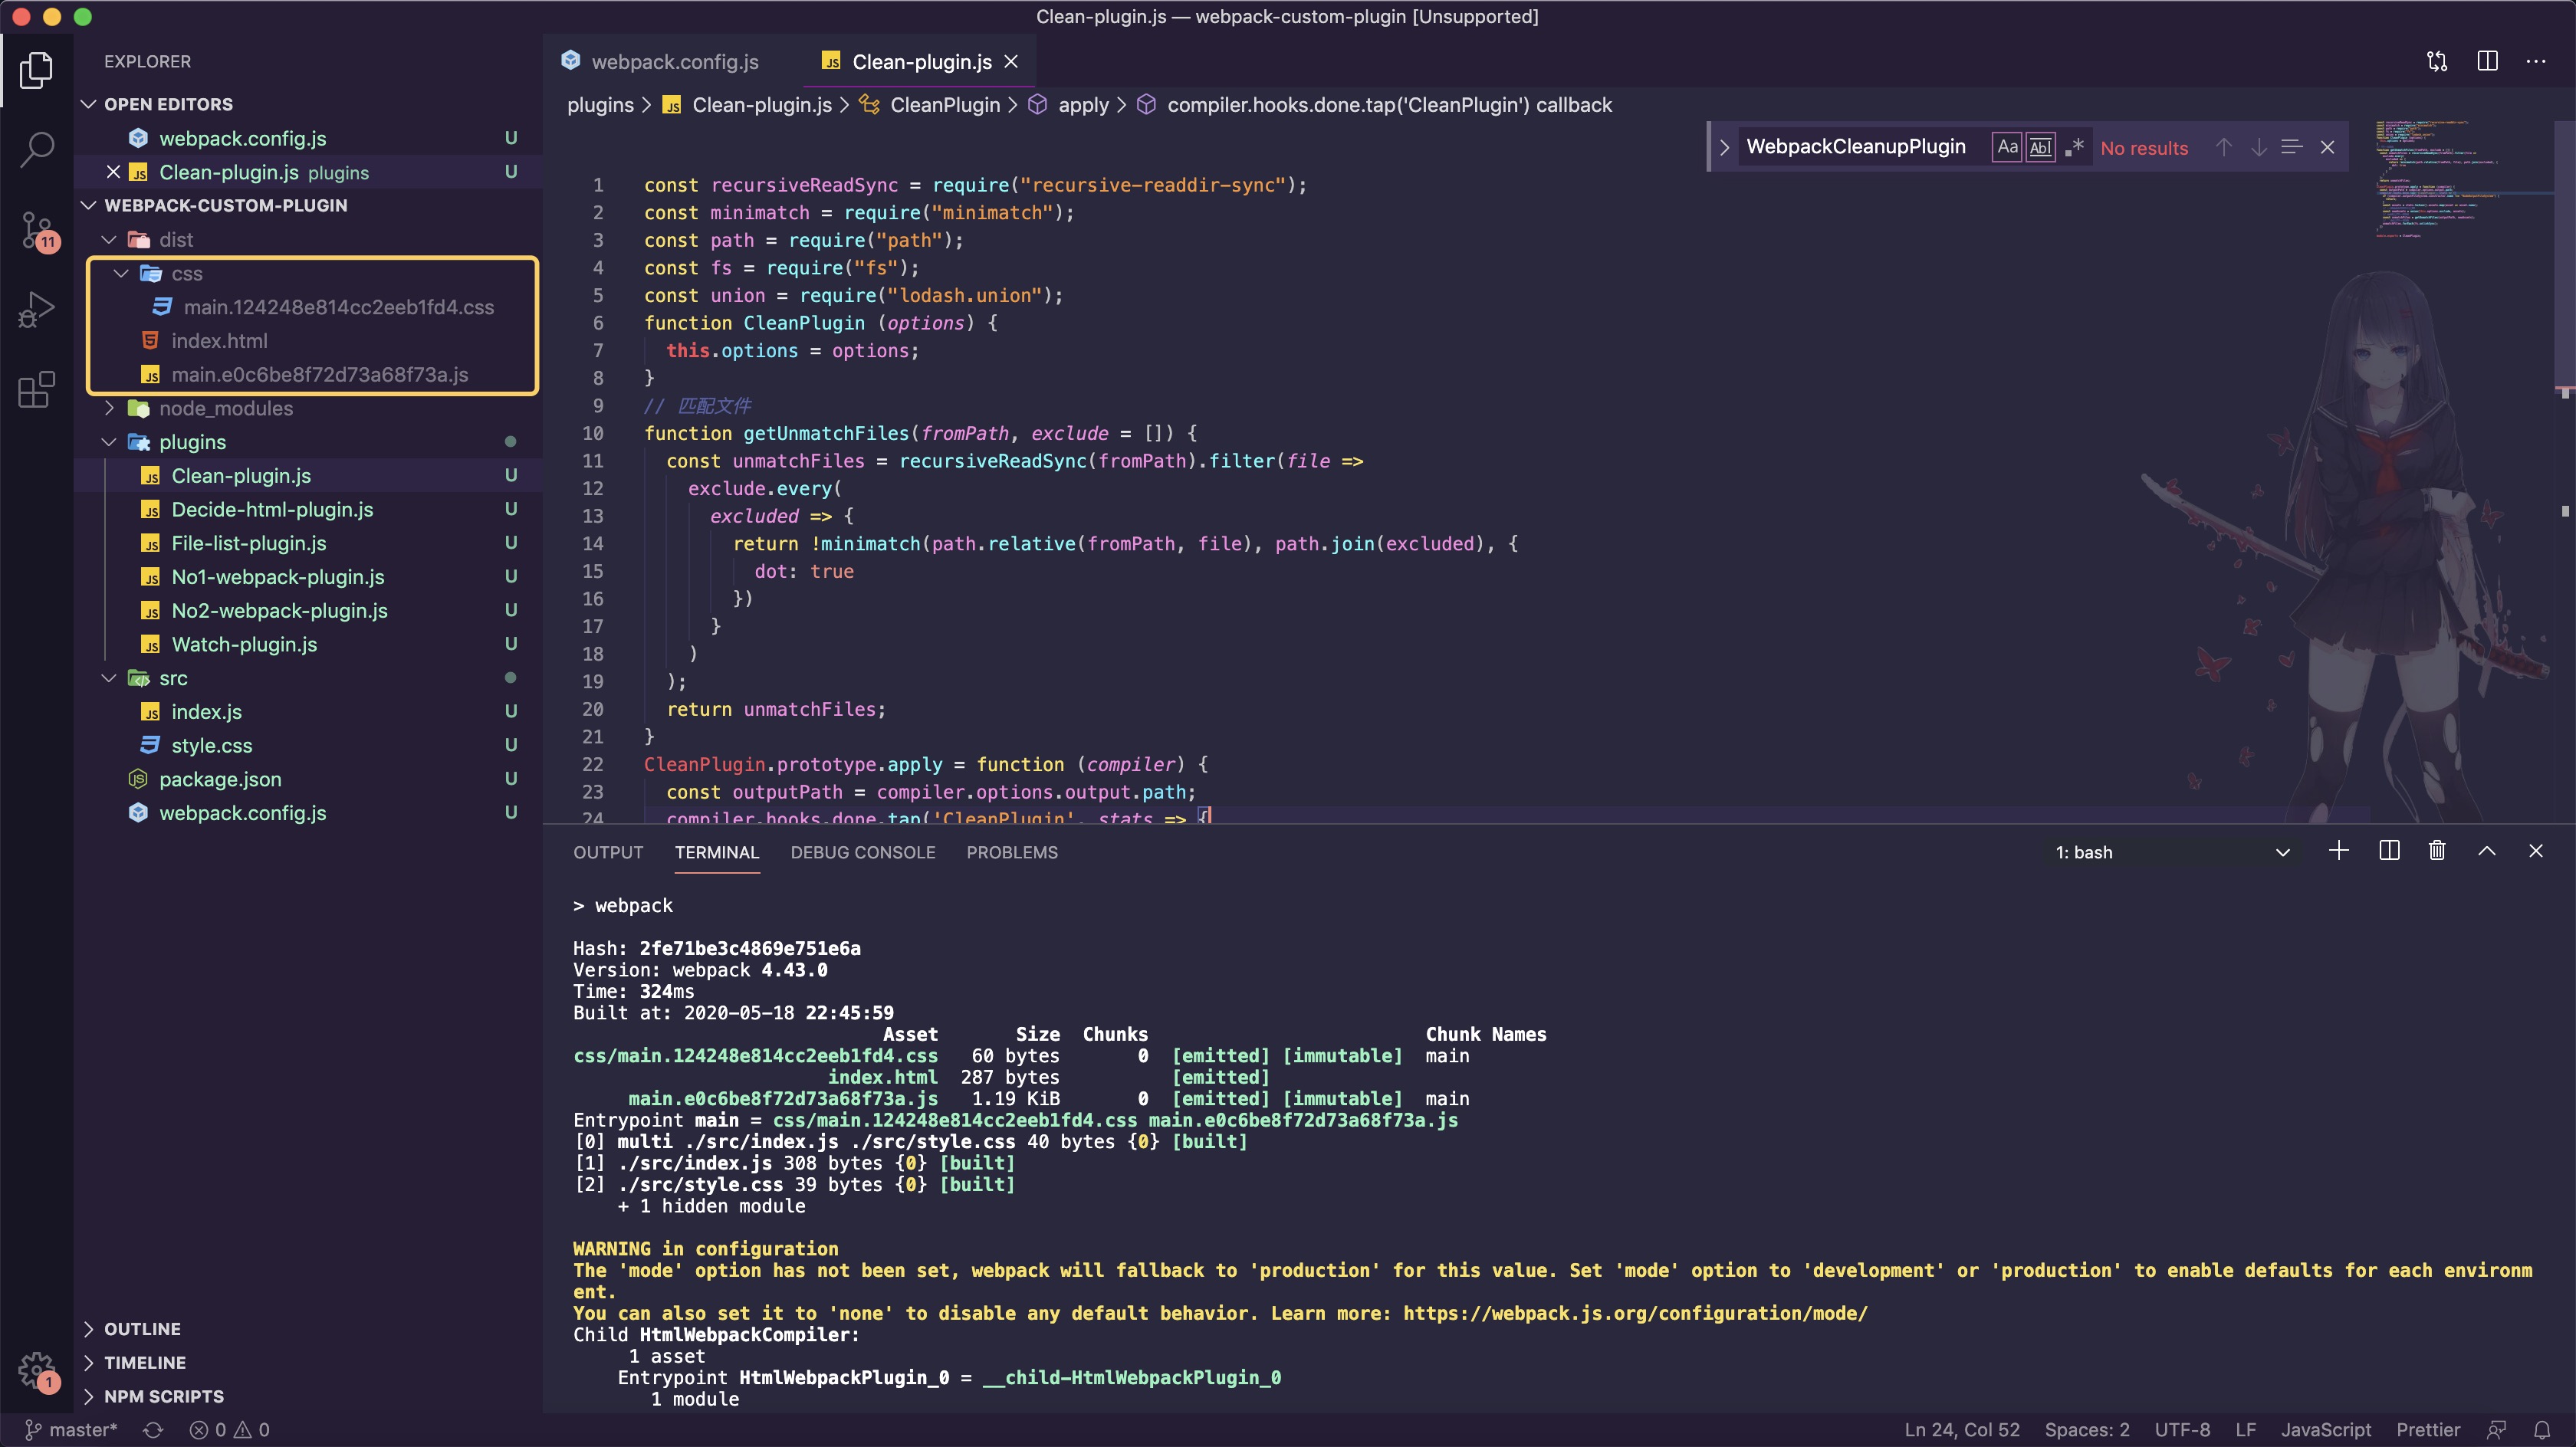 Clean-plugin.js — webpack-custom-plugin [Unsupported]
EXPLORER
OPEN EDITORS
webpack.config.js U
Clean-plugin.js plugins U
WEBPACK-CUSTOM-PLUGIN
dist
css
main.124248e814cc2eeb1fd4.css
index.html
main.e0c6be8f72d73a68f73a.js
node_modules
plugins
Clean-plugin.js U
Decide-html-plugin.js U
File-list-plugin.js U
No1-webpack-plugin.js U
No2-webpack-plugin.js U
Watch-plugin.js U
src
index.js U
style.css U
package.json U
webpack.config.js U
OUTLINE
TIMELINE
NPM SCRIPTS
11
1
webpack.config.js
JS Clean-plugin.js
plugins > JS Clean-plugin.js > CleanPlugin > apply > compiler.hooks.done.tap('CleanPlugin') callback
WebpackCleanupPlugin Aa Abl .* No results
1 const recursiveReadSync = require("recursive-readdir-sync");
2 const minimatch = require("minimatch");
3 const path = require("path");
4 const fs = require("fs");
5 const union = require("lodash.union");
6 function CleanPlugin (options) {
7 this.options = options;
8 }
9 // 匹配文件
10 function getUnmatchFiles(fromPath, exclude = []) {
11 const unmatchFiles = recursiveReadSync(fromPath).filter(file =>
12 exclude.every(
13 excluded => {
14 return !minimatch(path.relative(fromPath, file), path.join(excluded), {
15 dot: true
16 })
17 }
18 )
19 );
20 return unmatchFiles;
21 }
22 CleanPlugin.prototype.apply = function (compiler) {
23 const outputPath = compiler.options.output.path;
24 compiler.hooks.done.tap('CleanPlugin', stats => {
OUTPUT TERMINAL DEBUG CONSOLE PROBLEMS 1: bash
> webpack
Hash: 2fe71be3c4869e751e6a
Version: webpack 4.43.0
Time: 324ms
Built at: 2020-05-18 22:45:59
Asset Size Chunks Chunk Names
css/main.124248e814cc2eeb1fd4.css 60 bytes 0 [emitted] [immutable] main
index.html 287 bytes [emitted]
main.e0c6be8f72d73a68f73a.js 1.19 KiB 0 [emitted] [immutable] main
Entrypoint main = css/main.124248e814cc2eeb1fd4.css main.e0c6be8f72d73a68f73a.js
[0] multi ./src/index.js ./src/style.css 40 bytes {0} [built]
[1] ./src/index.js 308 bytes {0} [built]
[2] ./src/style.css 39 bytes {0} [built]
+ 1 hidden module
WARNING in configuration
The 'mode' option has not been set, webpack will fallback to 'production' for this value. Set 'mode' option to 'development' or 'production' to enable defaults for each environm
ent.
You can also set it to 'none' to disable any default behavior. Learn more: https://webpack.js.org/configuration/mode/
Child HtmlWebpackCompiler:
1 asset
Entrypoint HtmlWebpackPlugin_0 = __child-HtmlWebpackPlugin_0
1 module
master* 0 0 Ln 24, Col 52 Spaces: 2 UTF-8 LF JavaScript Prettier